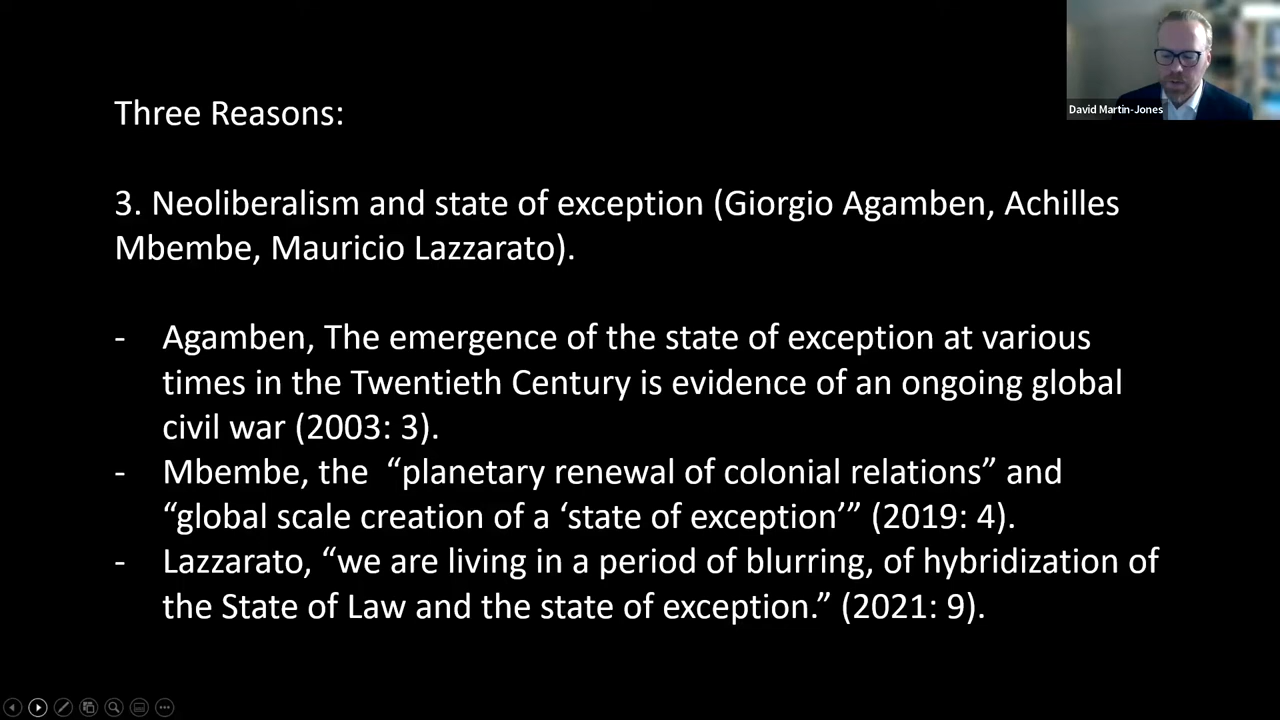 David Martin-Jones
Three Reasons:
3. Neoliberalism and state of exception (Giorgio Agamben, Achilles
Mbembe, Mauricio Lazzarato).
- Agamben, The emergence of the state of exception at various
times in the Twentieth Century is evidence of an ongoing global
civil war (2003: 3).
- Mbembe, the  “planetary renewal of colonial relations” and
“global scale creation of a ‘state of exception’” (2019: 4).
- Lazzarato, “we are living in a period of blurring, of hybridization of
the State of Law and the state of exception.” (2021: 9).